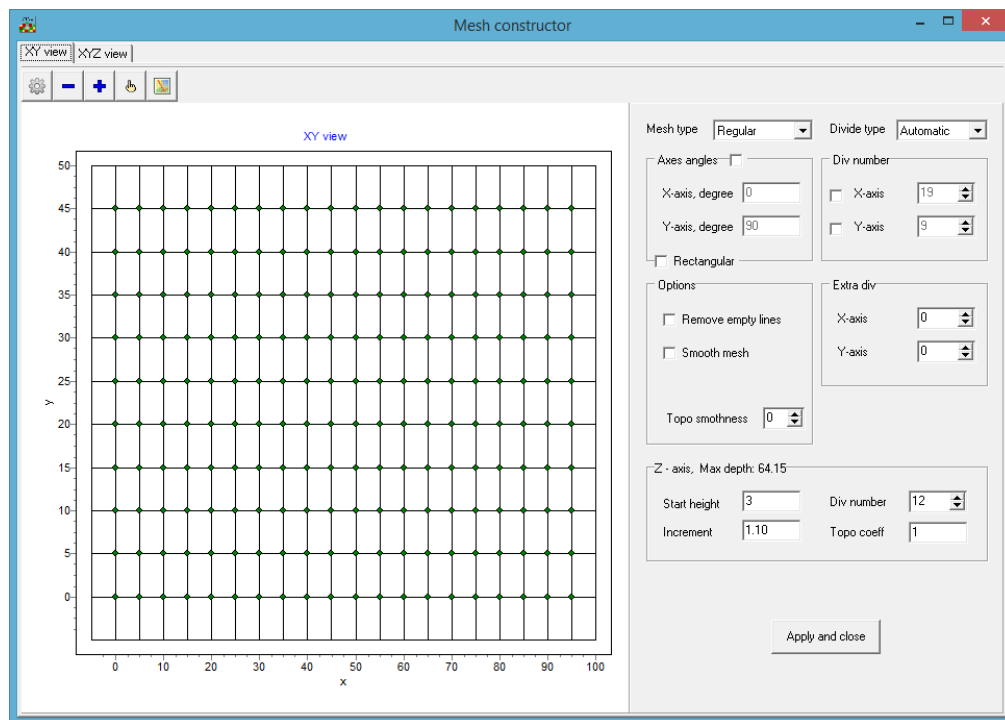 Mesh constructor
XY view XYZ view
XY view
50
45
40
35
30
25
20
15
10
5
0
y
0 10 20 30 40 50 60 70 80 90 100
x
Mesh type Regular Divide type Automatic
Axes angles
X-axis, degree 0
Y-axis, degree 90
Rectangular
Div number
X-axis 19
Y-axis 9
Options
Remove empty lines
Smooth mesh
Topo smothness 0
Extra div
X-axis 0
Y-axis 0
Z - axis, Max depth: 64.15
Start height 3 Div number 12
Increment 1.10 Topo coeff 1
Apply and close